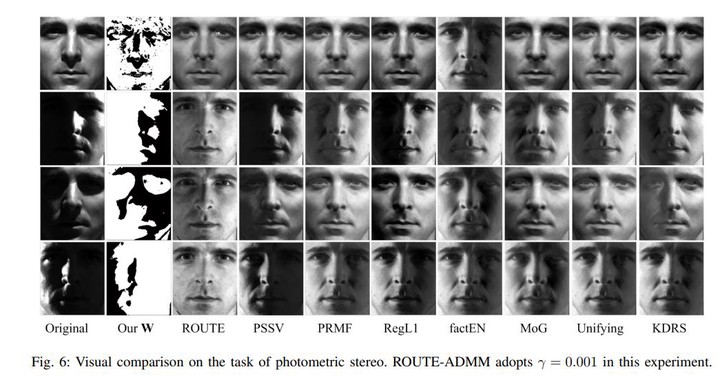 Original Our W ROUTE PSSV PRMF RegL1 factEN MoG Unifying KDRS
Fig. 6: Visual comparison on the task of photometric stereo. ROUTE-ADMM adopts γ = 0.001 in this experiment.